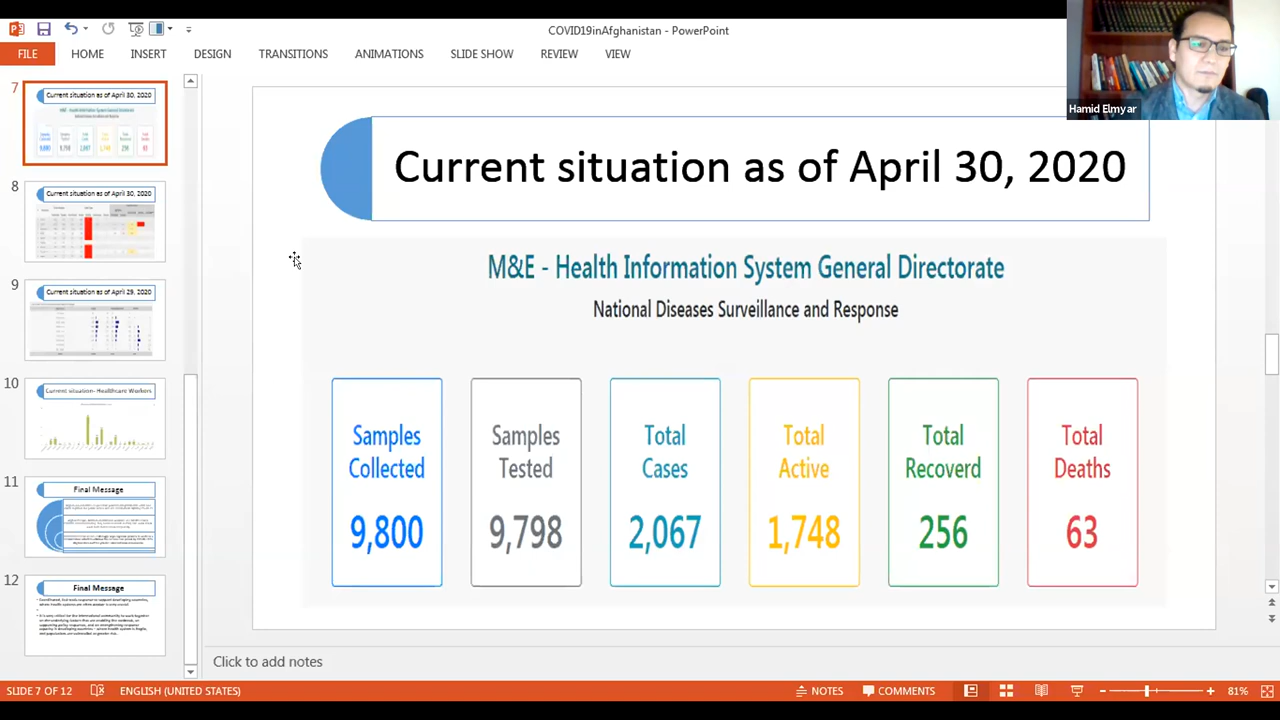 COVID19inAfghanistan - PowerPoint
FILE HOME INSERT DESIGN TRANSITIONS ANIMATIONS SLIDE SHOW REVIEW VIEW
Hamid Elmyar
7
Current situation as of April 30, 2020
8
Current situation as of April 30, 2020
9
Current situation as of April 29, 2020
10
Current situation- Healthcare Workers
11
Final Message
12
Final Message
Current situation as of April 30, 2020
M&E - Health Information System General Directorate
National Diseases Surveillance and Response
Samples
Collected
9,800
Samples
Tested
9,798
Total
Cases
2,067
Total
Active
1,748
Total
Recoverd
256
Total
Deaths
63
Click to add notes
SLIDE 7 OF 12 ENGLISH (UNITED STATES) NOTES COMMENTS 81%